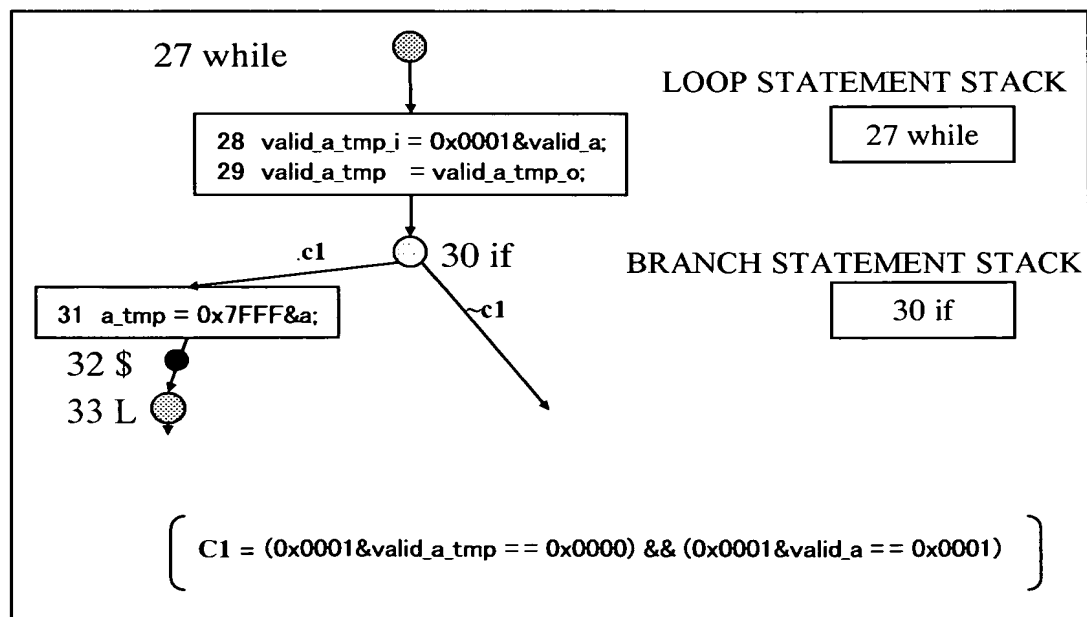 27 while
LOOP STATEMENT STACK
27 while
28 valid_a_tmp_i = 0x0001&valid_a;
29 valid_a_tmp = valid_a_tmp_o;
.c1
30 if
BRANCH STATEMENT STACK
30 if
31 a_tmp = 0x7FFF&a;
~c1
32 $
33 L
C1 = (0x0001&valid_a_tmp == 0x0000) && (0x0001&valid_a == 0x0001)